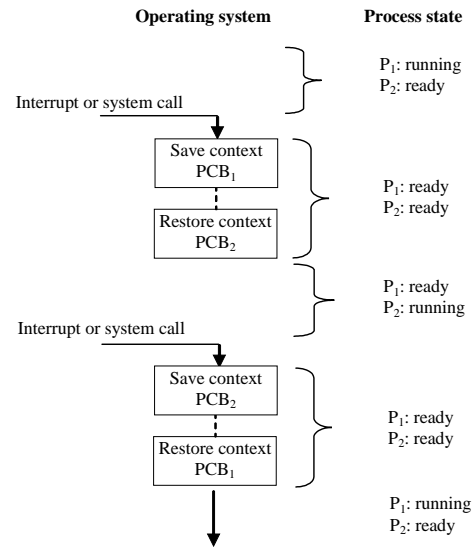 Operating system
Process state
P₁: running
P₂: ready
Interrupt or system call
Save context
PCB₁
P₁: ready
P₂: ready
Restore context
PCB₂
P₁: ready
P₂: running
Interrupt or system call
Save context
PCB₂
P₁: ready
P₂: ready
Restore context
PCB₁
P₁: running
P₂: ready